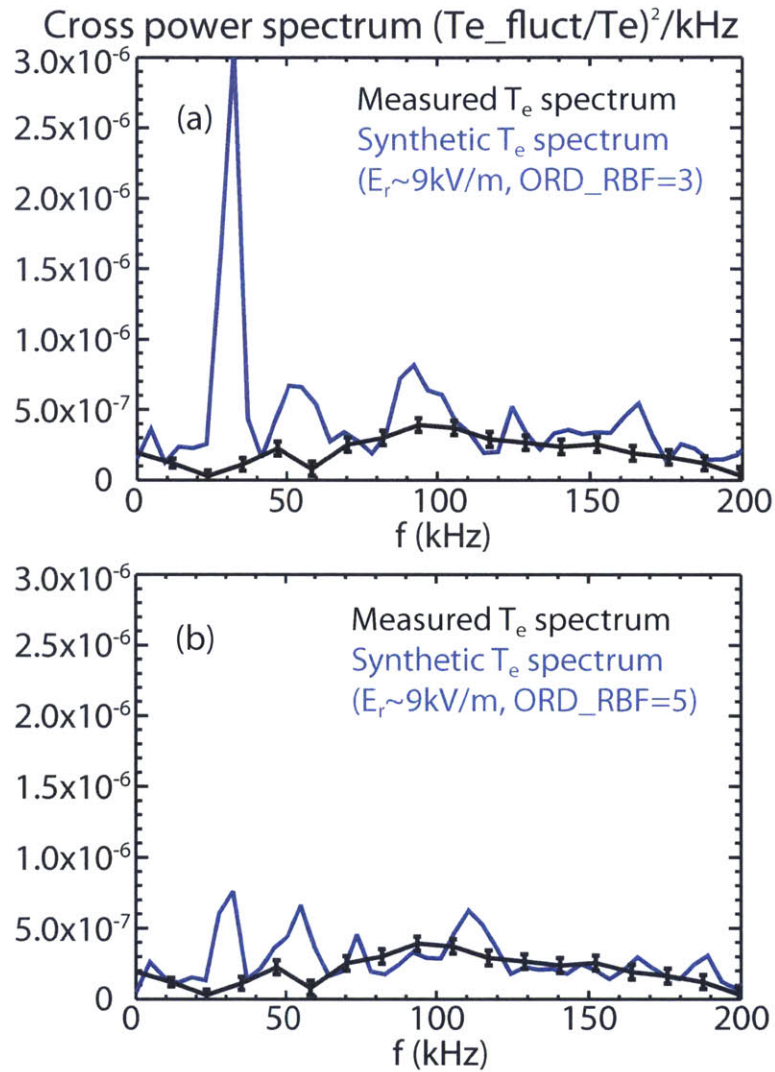 Cross power spectrum (Te_fluct/Te)²/kHz
3.0x10⁻⁶
(a)
Measured Tₑ spectrum
2.5x10⁻⁶
Synthetic Tₑ spectrum
(Eᵣ~9kV/m, ORD_RBF=3)
2.0x10⁻⁶
1.5x10⁻⁶
1.0x10⁻⁶
5.0x10⁻⁷
0
0 50 100 150 200
f (kHz)
3.0x10⁻⁶
(b)
Measured Tₑ spectrum
2.5x10⁻⁶
Synthetic Tₑ spectrum
(Eᵣ~9kV/m, ORD_RBF=5)
2.0x10⁻⁶
1.5x10⁻⁶
1.0x10⁻⁶
5.0x10⁻⁷
0
0 50 100 150 200
f (kHz)